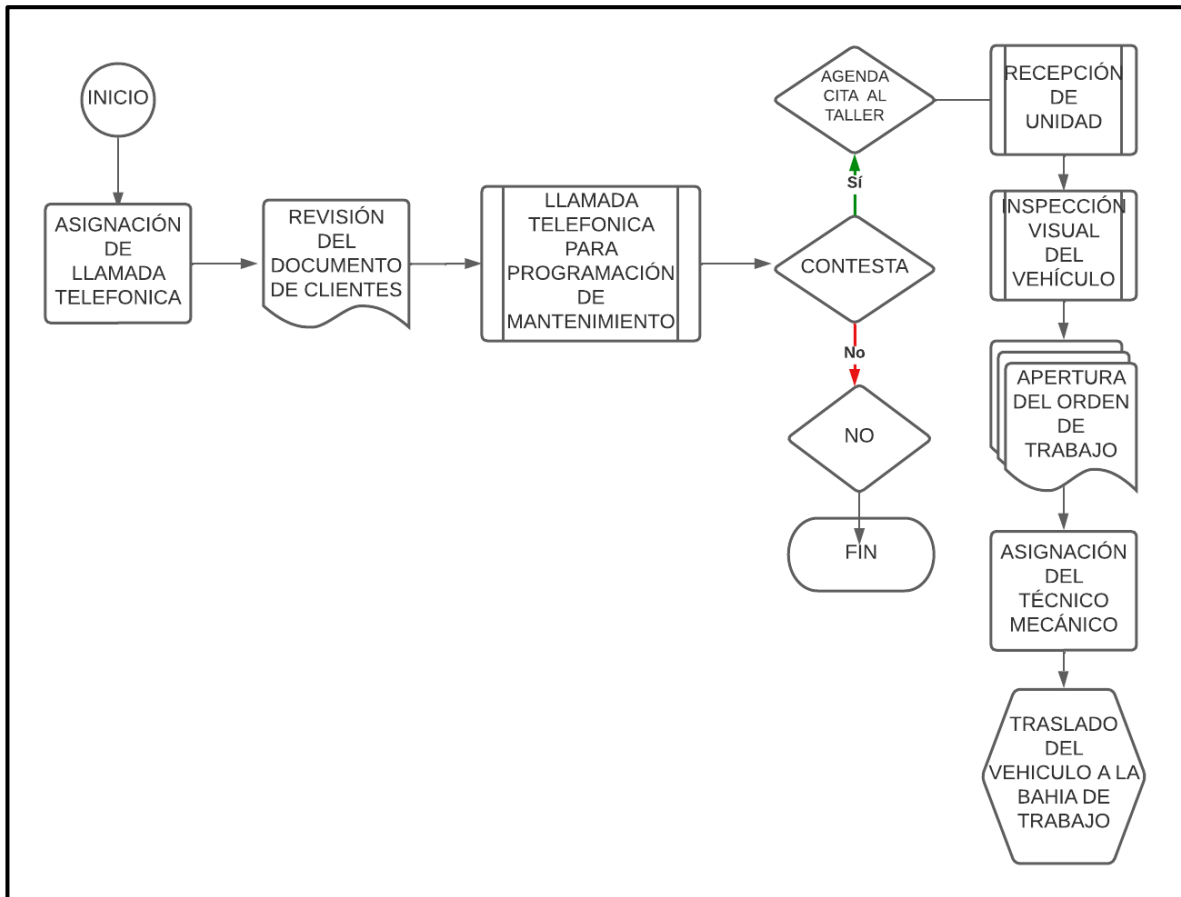 INICIO
ASIGNACIÓN
DE
LLAMADA
TELEFONICA
REVISIÓN
DEL
DOCUMENTO
DE CLIENTES
LLAMADA
TELEFONICA
PARA
PROGRAMACIÓN
DE
MANTENIMIENTO
CONTESTA
Sí
AGENDA
CITA AL
TALLER
No
NO
FIN
RECEPCIÓN
DE
UNIDAD
INSPECCIÓN
VISUAL
DEL
VEHÍCULO
APERTURA
DEL ORDEN
DE
TRABAJO
ASIGNACIÓN
DEL
TÉCNICO
MECÁNICO
TRASLADO
DEL
VEHICULO A LA
BAHIA DE
TRABAJO